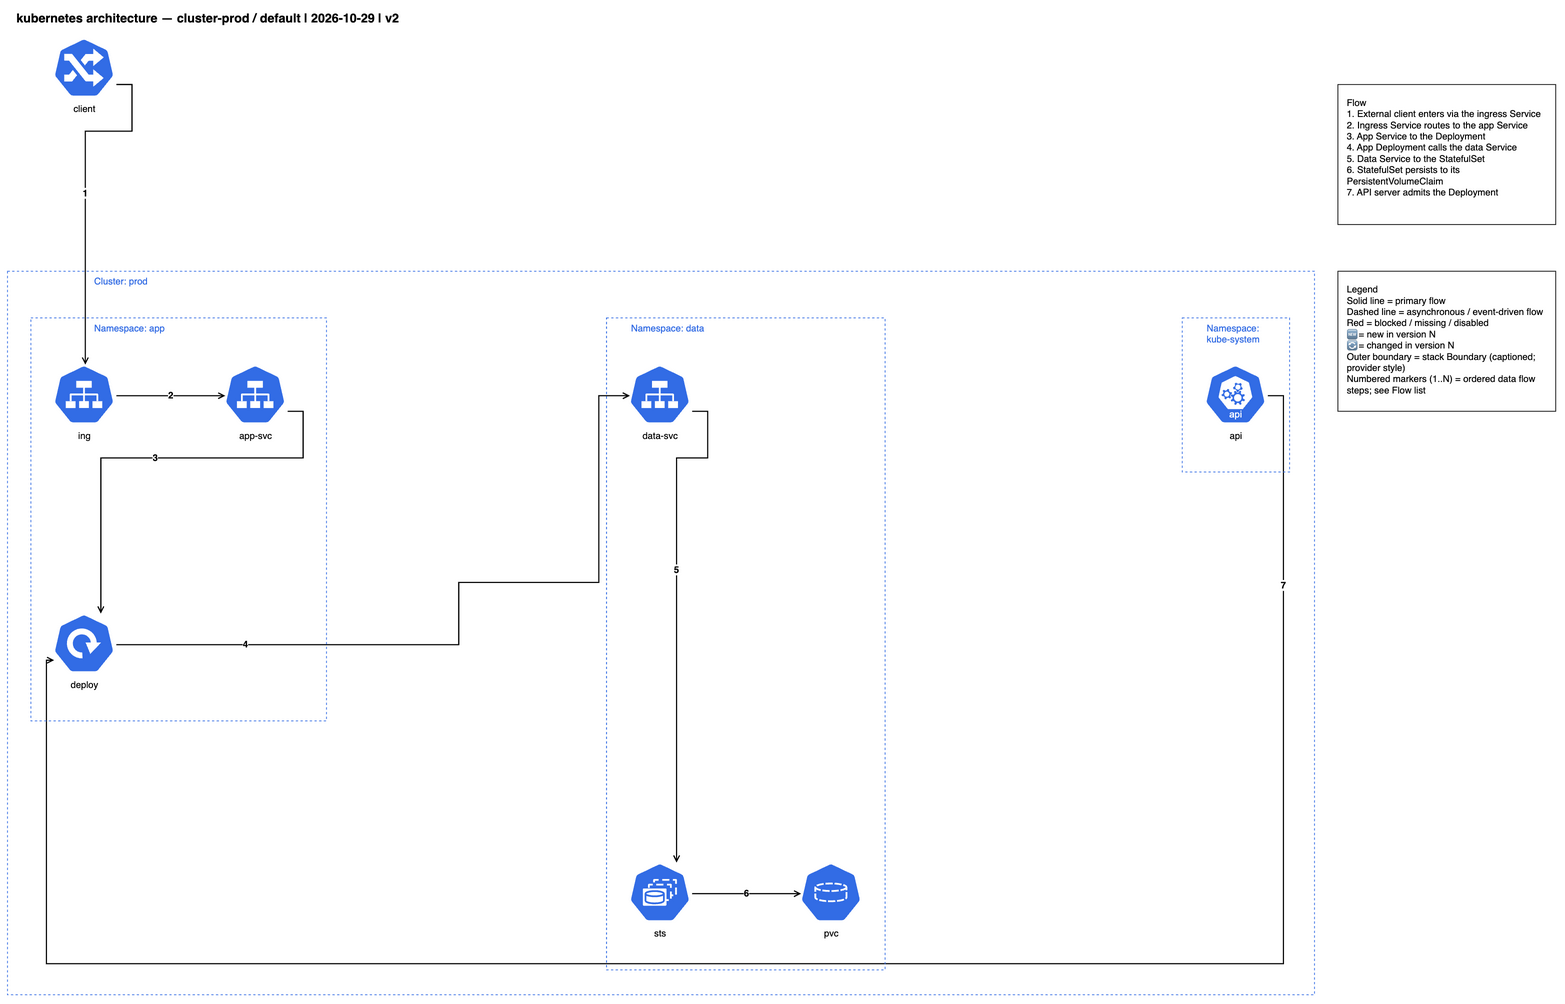 kubernetes architecture — cluster-prod / default | 2026-10-29 | v2
client
1
Flow
1. External client enters via the ingress Service
2. Ingress Service routes to the app Service
3. App Service to the Deployment
4. App Deployment calls the data Service
5. Data Service to the StatefulSet
6. StatefulSet persists to its
PersistentVolumeClaim
7. API server admits the Deployment
Cluster: prod
Namespace: app
Namespace: data
Namespace:
kube-system
Legend
Solid line = primary flow
Dashed line = asynchronous / event-driven flow
Red = blocked / missing / disabled
= new in version N
= changed in version N
Outer boundary = stack Boundary (captioned;
provider style)
Numbered markers (1..N) = ordered data flow
steps; see Flow list
2
api
ing
app-svc
data-svc
api
3
5
7
4
deploy
6
sts
pvc